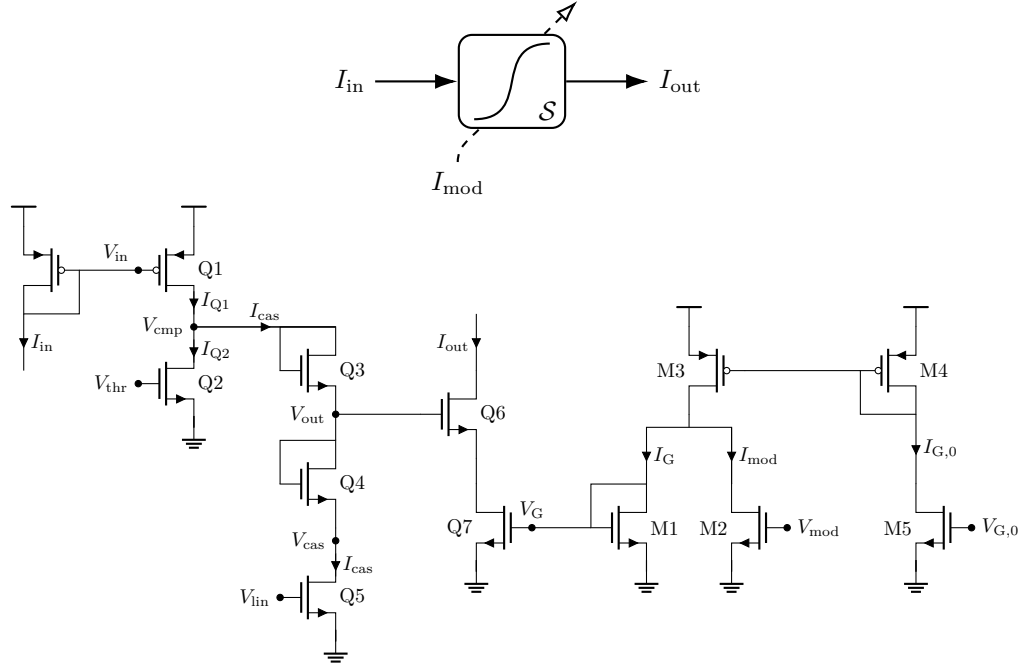 I_in
I_out
S
I_mod
V_in
Q1
I_Q1
I_cas
V_cmp
I_in
I_Q2
V_thr
Q2
Q3
I_out
V_out
Q6
M3
M4
Q4
I_G
I_mod
I_G,0
V_G
Q7
M1
M2
V_mod
M5
V_G,0
V_cas
I_cas
V_lin
Q5